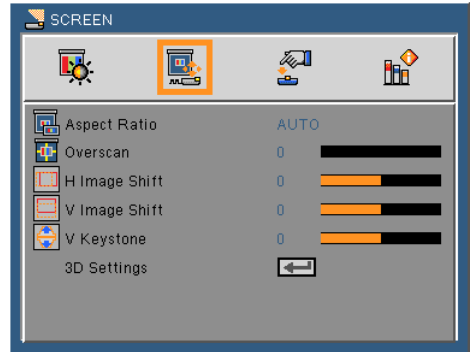 SCREEN
Aspect Ratio AUTO
Overscan 0
H Image Shift 0
V Image Shift 0
V Keystone 0
3D Settings